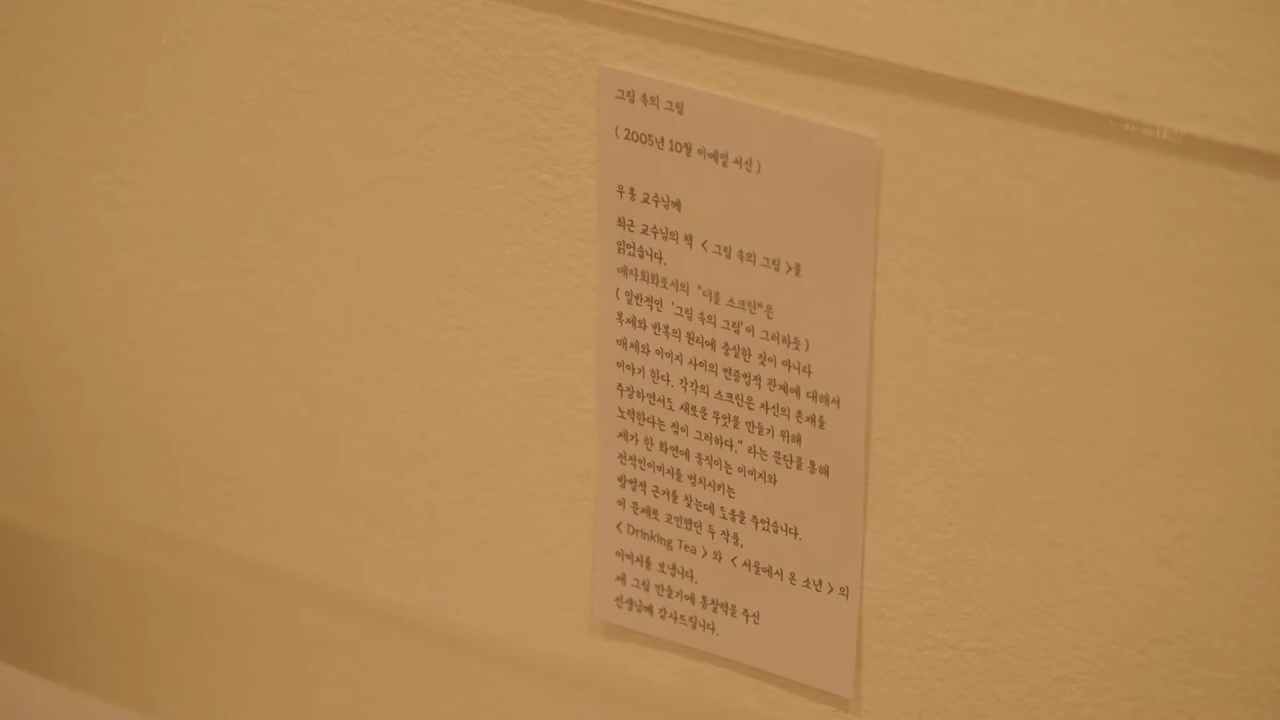 그림 속의 그림
( 2005년 10월 이메일 서신 )
우홍 교수님께
최근 교수님의 책 < 그림 속의 그림 >를
읽었습니다.
메타회화로서의 "더블 스크린"은
( 일반적인 '그림 속의 그림'이 그러하듯 )
복제와 반복의 원리에 충실한 것이 아니라
매체와 이미지 사이의 변증법적 관계에 대해서
이야기 한다. 각각의 스크린은 자신의 존재를
주장하면서도 새로운 무엇을 만들기 위해
노력한다는 점이 그러하다." 라는 문단을 통해
제가 한 화면에 움직이는 이미지와
전적인이미지를 병치시키는
방법적 근거를 찾는데 도움을 주었습니다.
이 문제로 고민했던 두 작품,
< Drinking Tea > 와 < 서울에서 온 소년 > 의
이미지를 보냅니다.
제 그림 만들기에 통찰력을 주신
선생님께 감사드립니다.